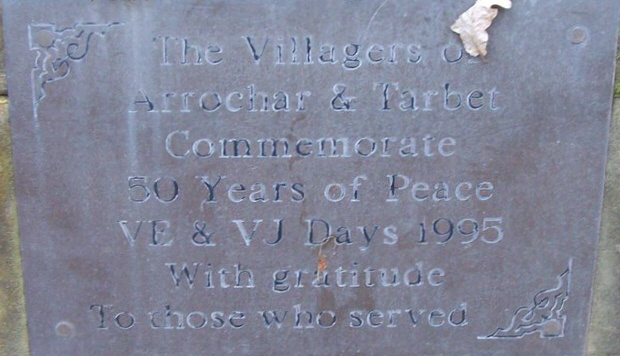 The Villagers of
Arrochar & Tarbet
Commemorate
50 Years of Peace
VE & VJ Days 1995
With gratitude
To those who served